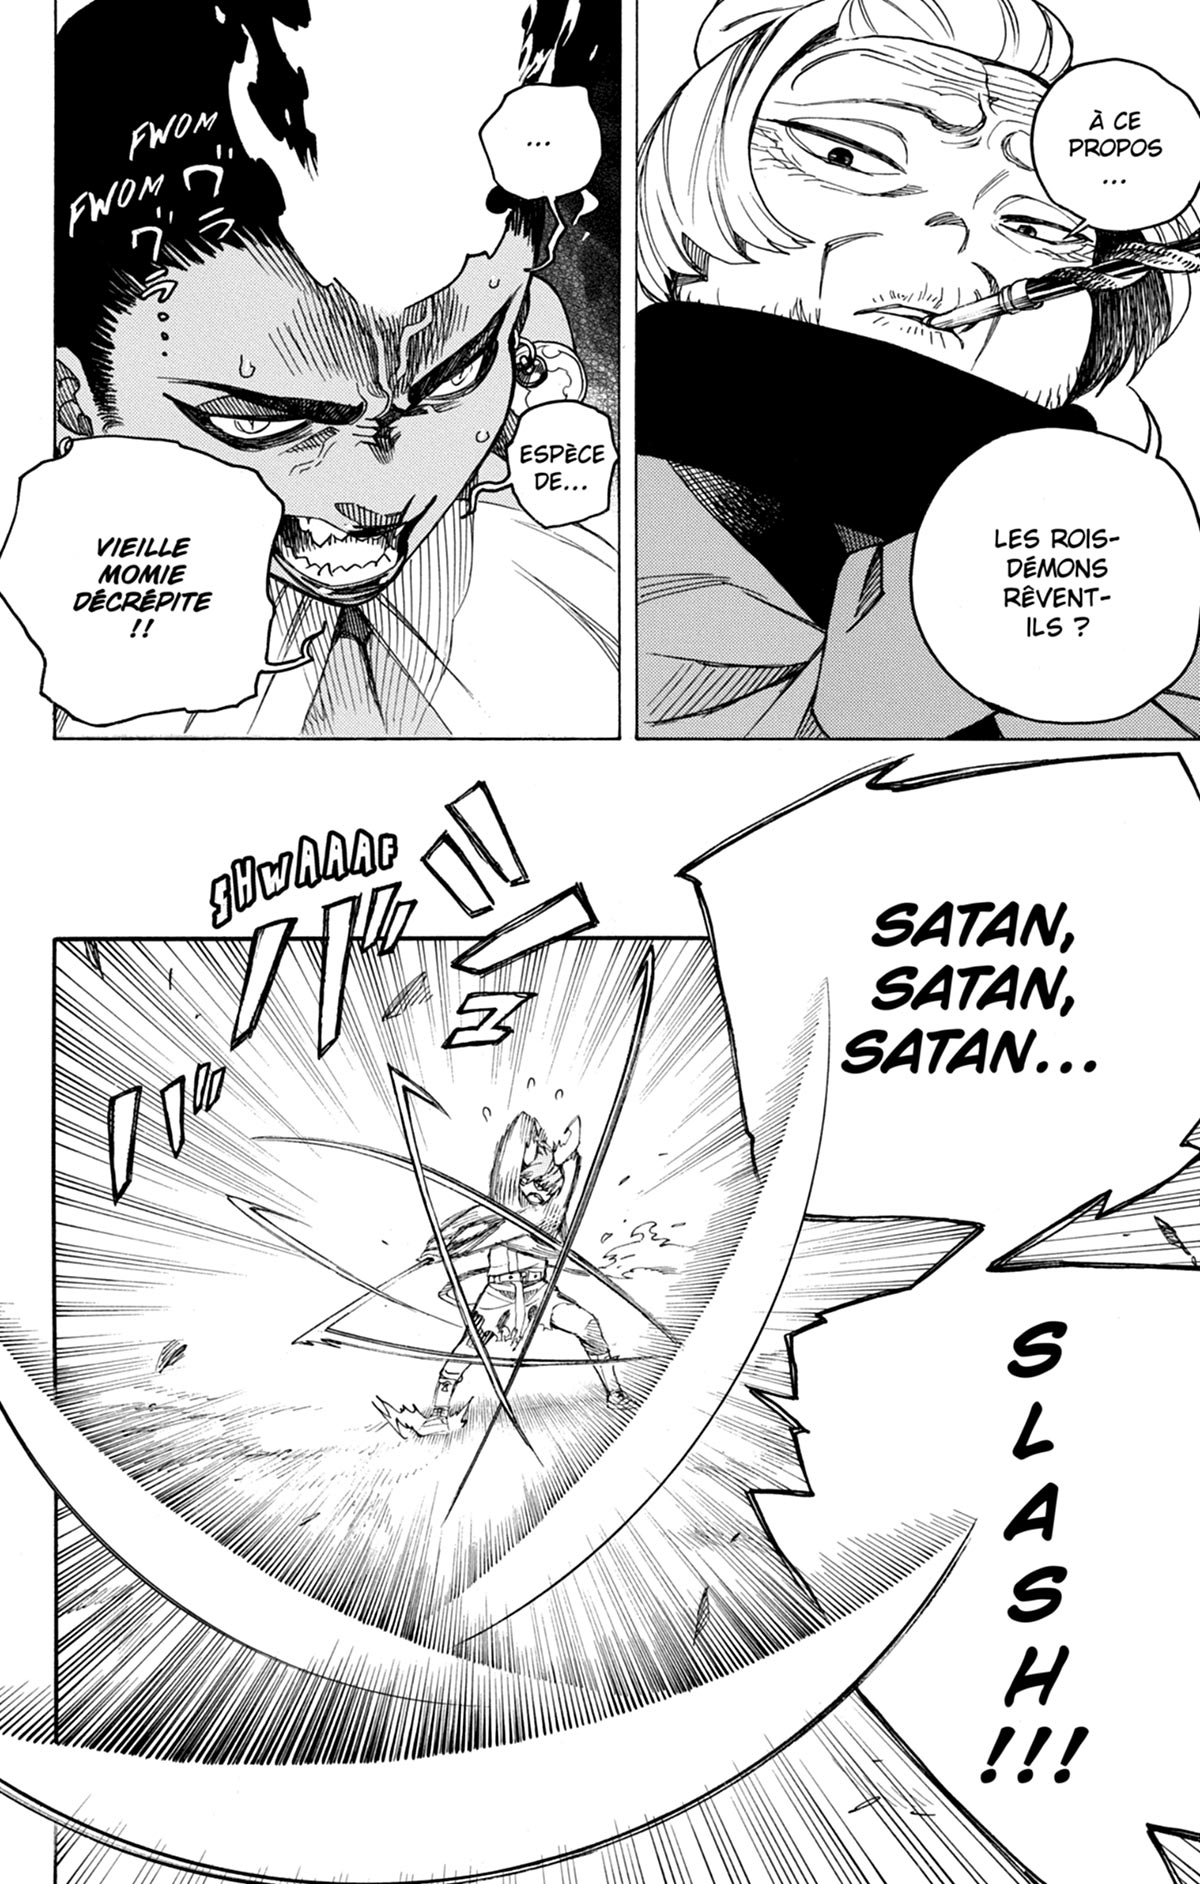 À CE
PROPOS
...
LES ROIS-
DÉMONS
RÊVENT-
ILS ?
...
FWOM
FWOM
ヴ
ヴ
ラ
ESPÈCE
DE...
VIEILLE
MOMIE
DÉCRÉPITE
!!
SATAN,
SATAN,
SATAN...
SHWAAAF
S
L
A
S
H
!!!